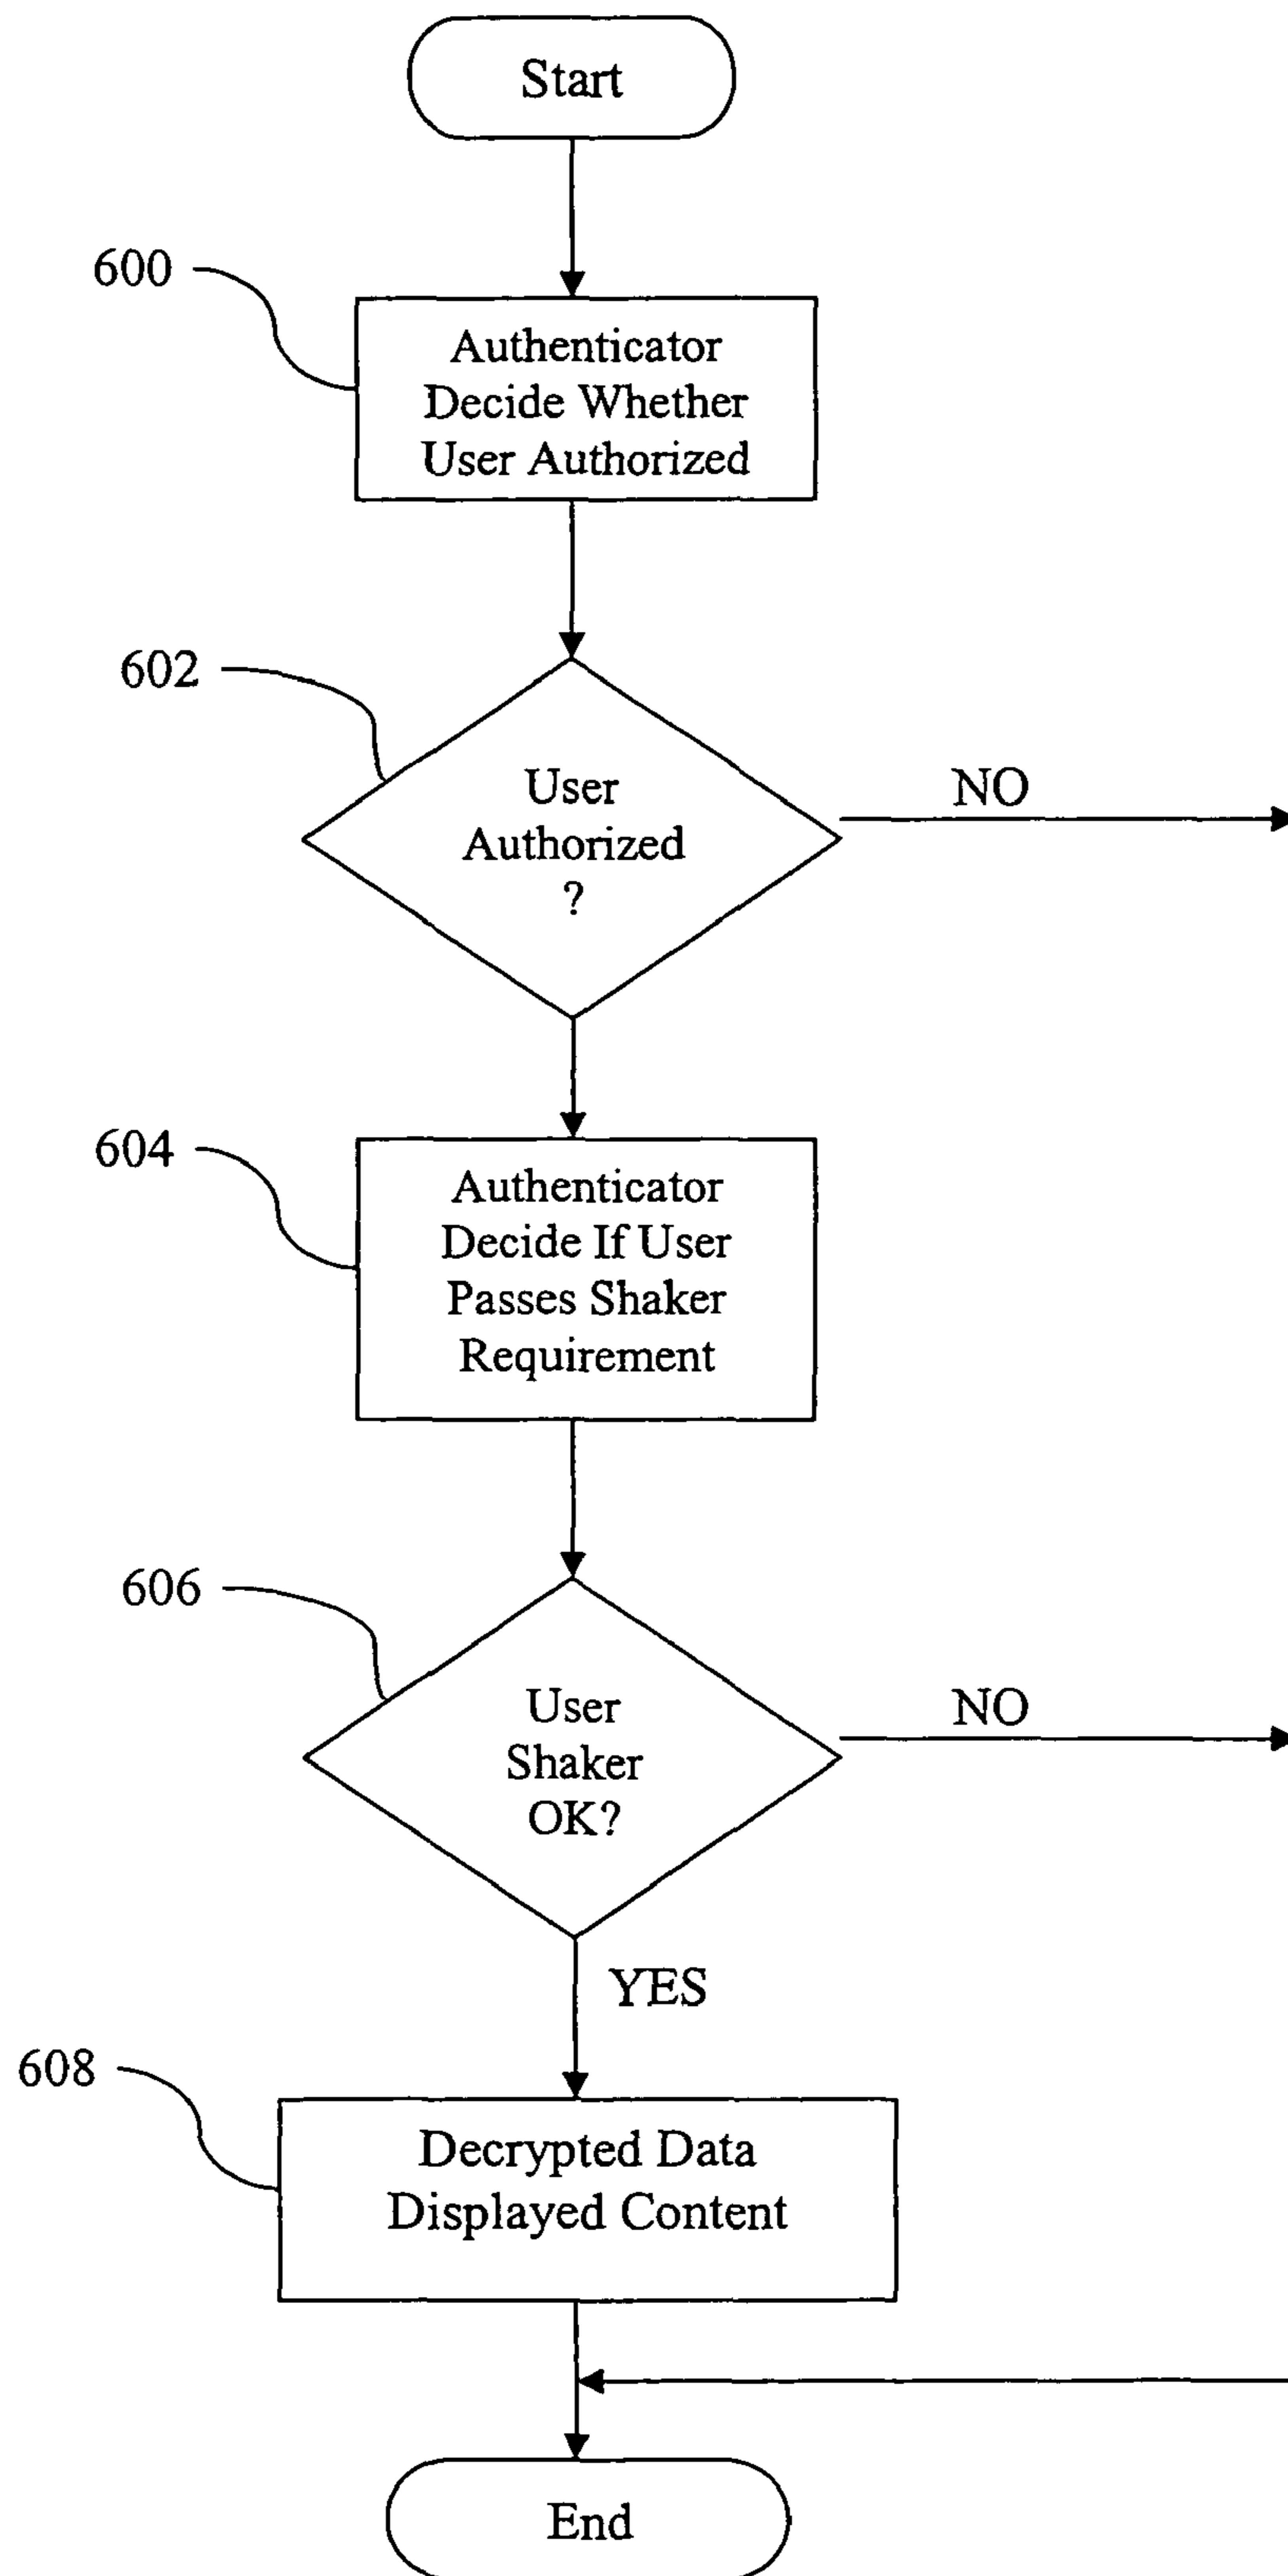 Start
600
Authenticator
Decide Whether
User Authorized
602
User
Authorized
?
NO
604
Authenticator
Decide If User
Passes Shaker
Requirement
606
User
Shaker
OK?
NO
YES
608
Decrypted Data
Displayed Content
End